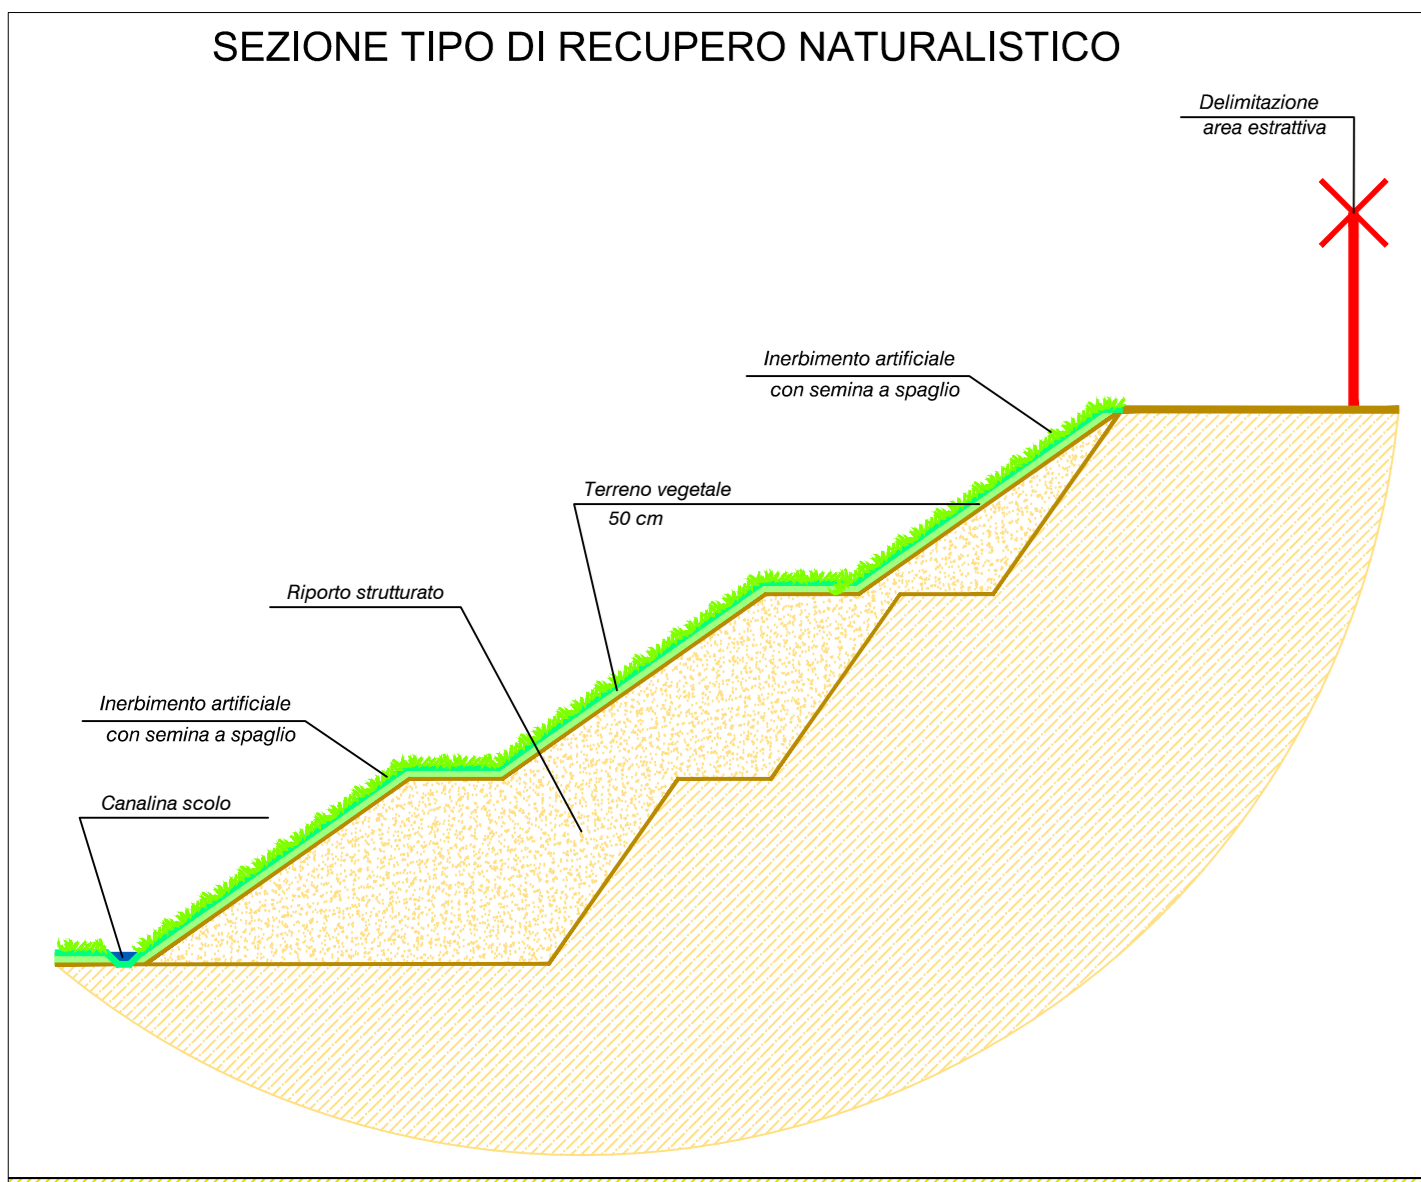 SEZIONE TIPO DI RECUPERO NATURALISTICO
Delimitazione
area estrattiva
Inerbimento artificiale
con semina a spaglio
Terreno vegetale
50 cm
Riporto strutturato
Inerbimento artificiale
con semina a spaglio
Canalina scolo